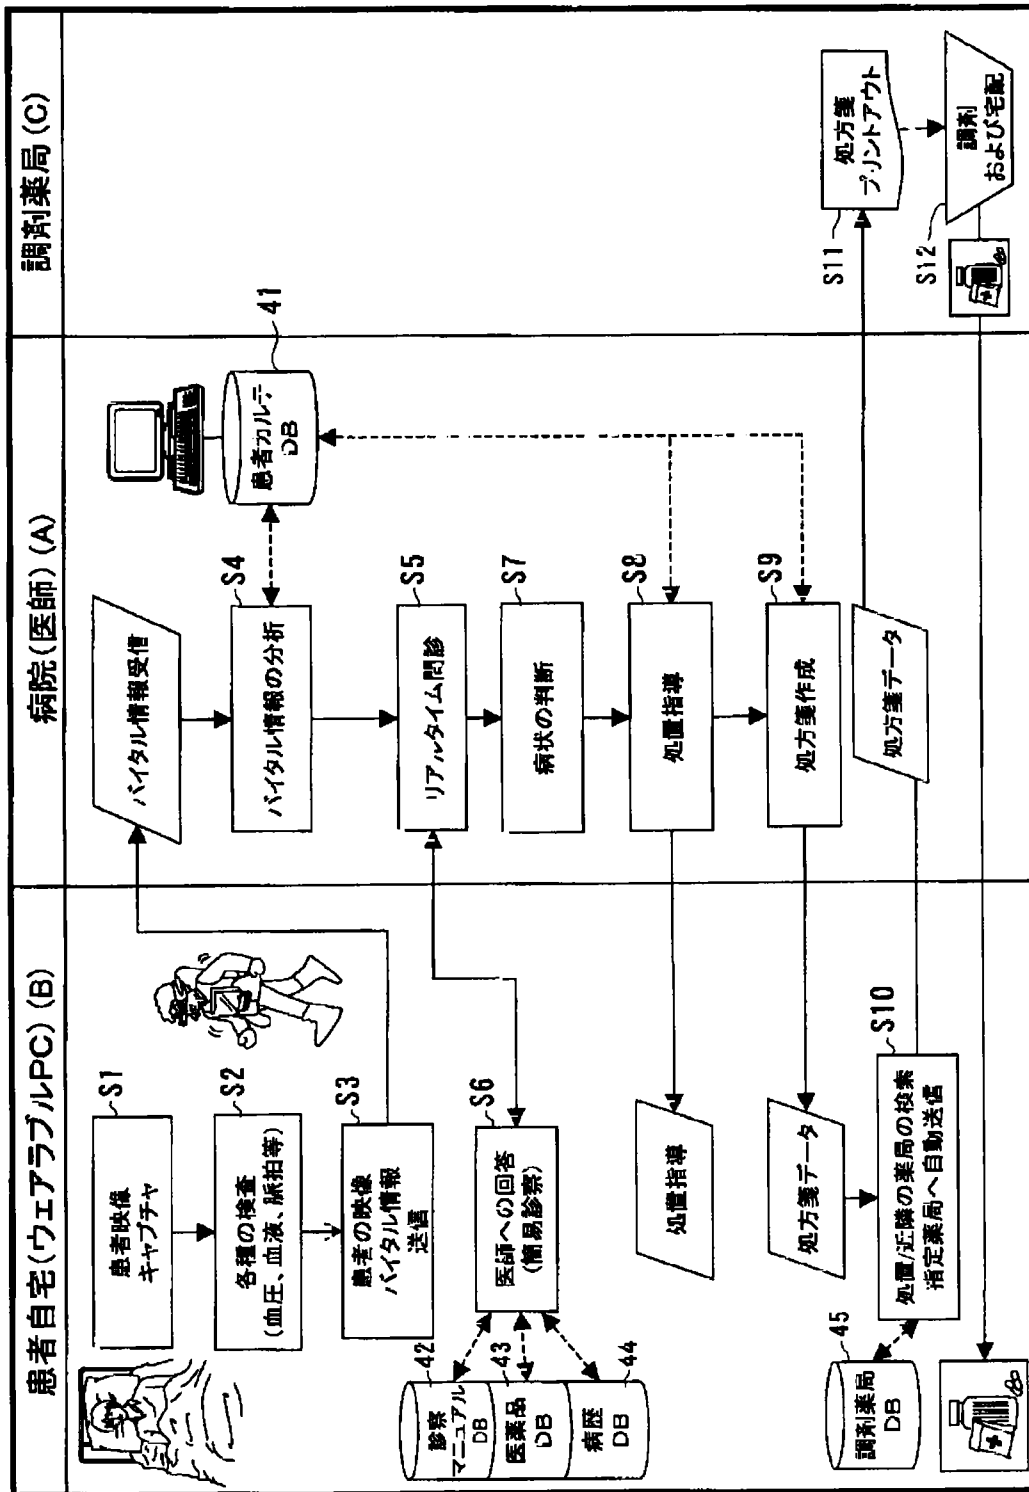 患者自宅(ウェアラブルPC) (B)
患者映像
キャプチャ
S1
各種の検査
(血圧、血液、脈拍等)
S2
患者の映像
バイタル情報
送信
S3
医師への回答
(簡易診察)
S6
診察
マニュアル
DB
42
医薬品
DB
43
病歴
DB
44
処置指導
処方箋データ
処置/近隣の薬局の検索
指定薬局へ自動送信
S10
調剤薬局
DB
45
病院(医師) (A)
バイタル情報受信
バイタル情報の分析
S4
患者カルテ
DB
41
リアルタイム問診
S5
病状の判断
S7
処置指導
S8
処方箋作成
S9
処方箋データ
調剤薬局(C)
処方箋
プリントアウト
S11
調剤
および宅配
S12